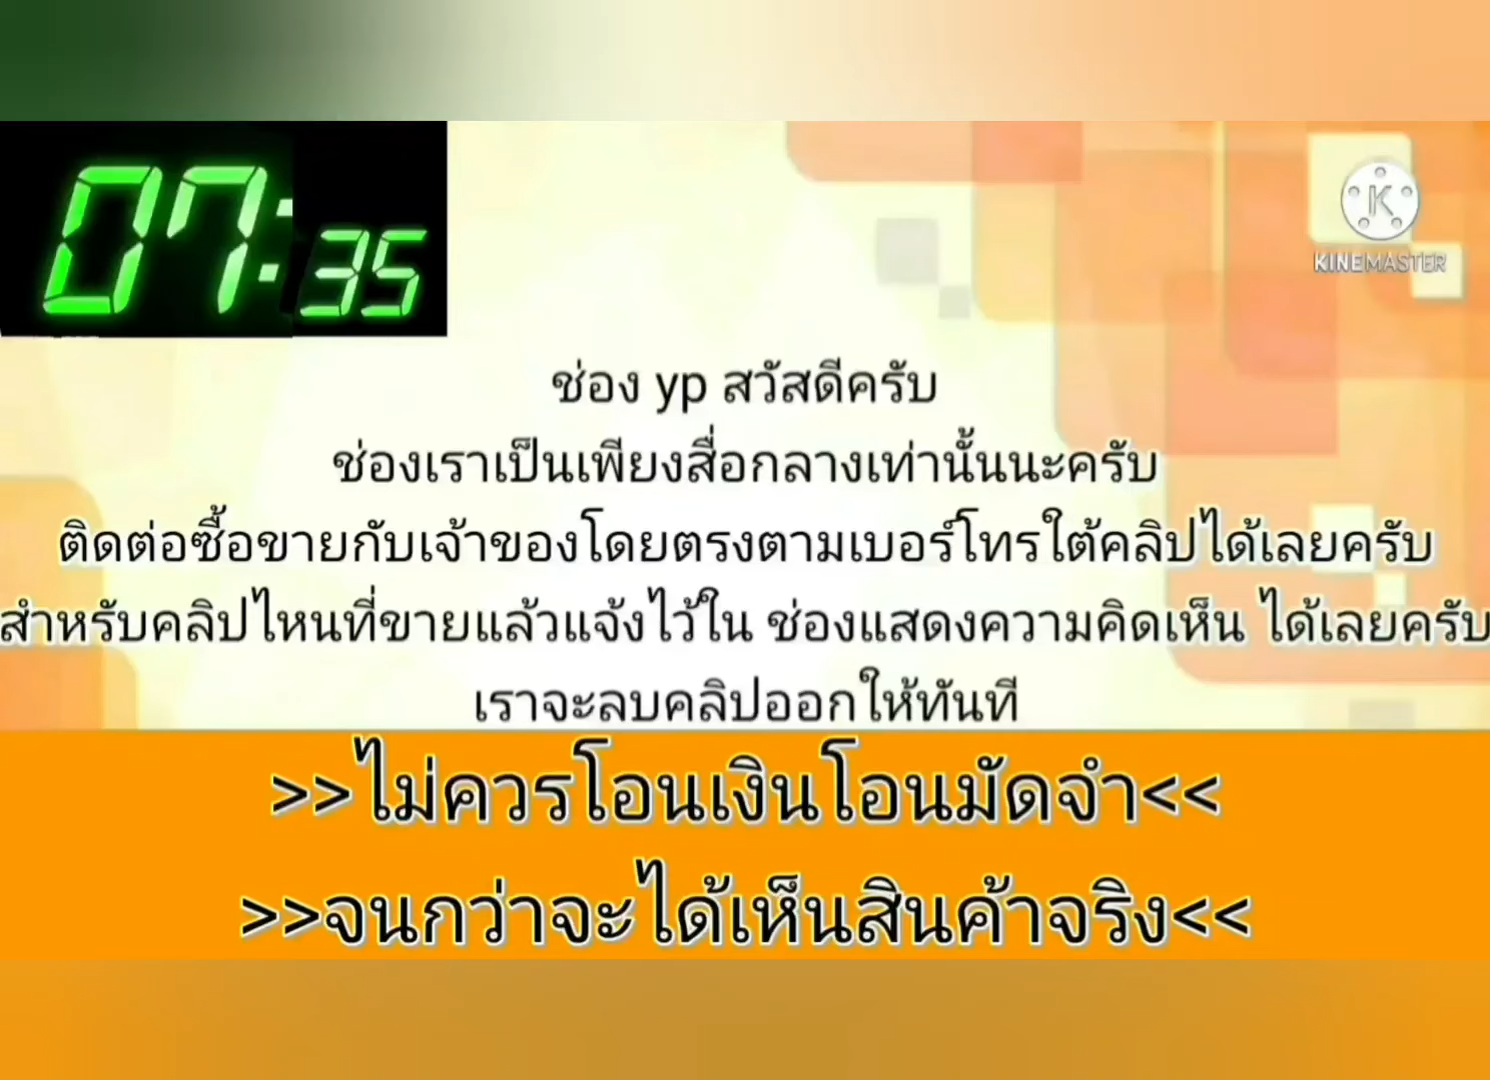 07:35
KINEMASTER
ช่อง yp สวัสดีครับ
ช่องเราเป็นเพียงสื่อกลางเท่านั้นนะครับ
ติดต่อซื้อขายกับเจ้าของโดยตรงตามเบอร์โทรใต้คลิปได้เลยครับ
สำหรับคลิปไหนที่ขายแล้วแจ้งไว้ใน ช่องแสดงความคิดเห็น ได้เลยครับ
เราจะลบคลิปออกให้ทันที
>>ไม่ควรโอนเงินโอนมัดจำ<<
>>จนกว่าจะได้เห็นสินค้าจริง<<